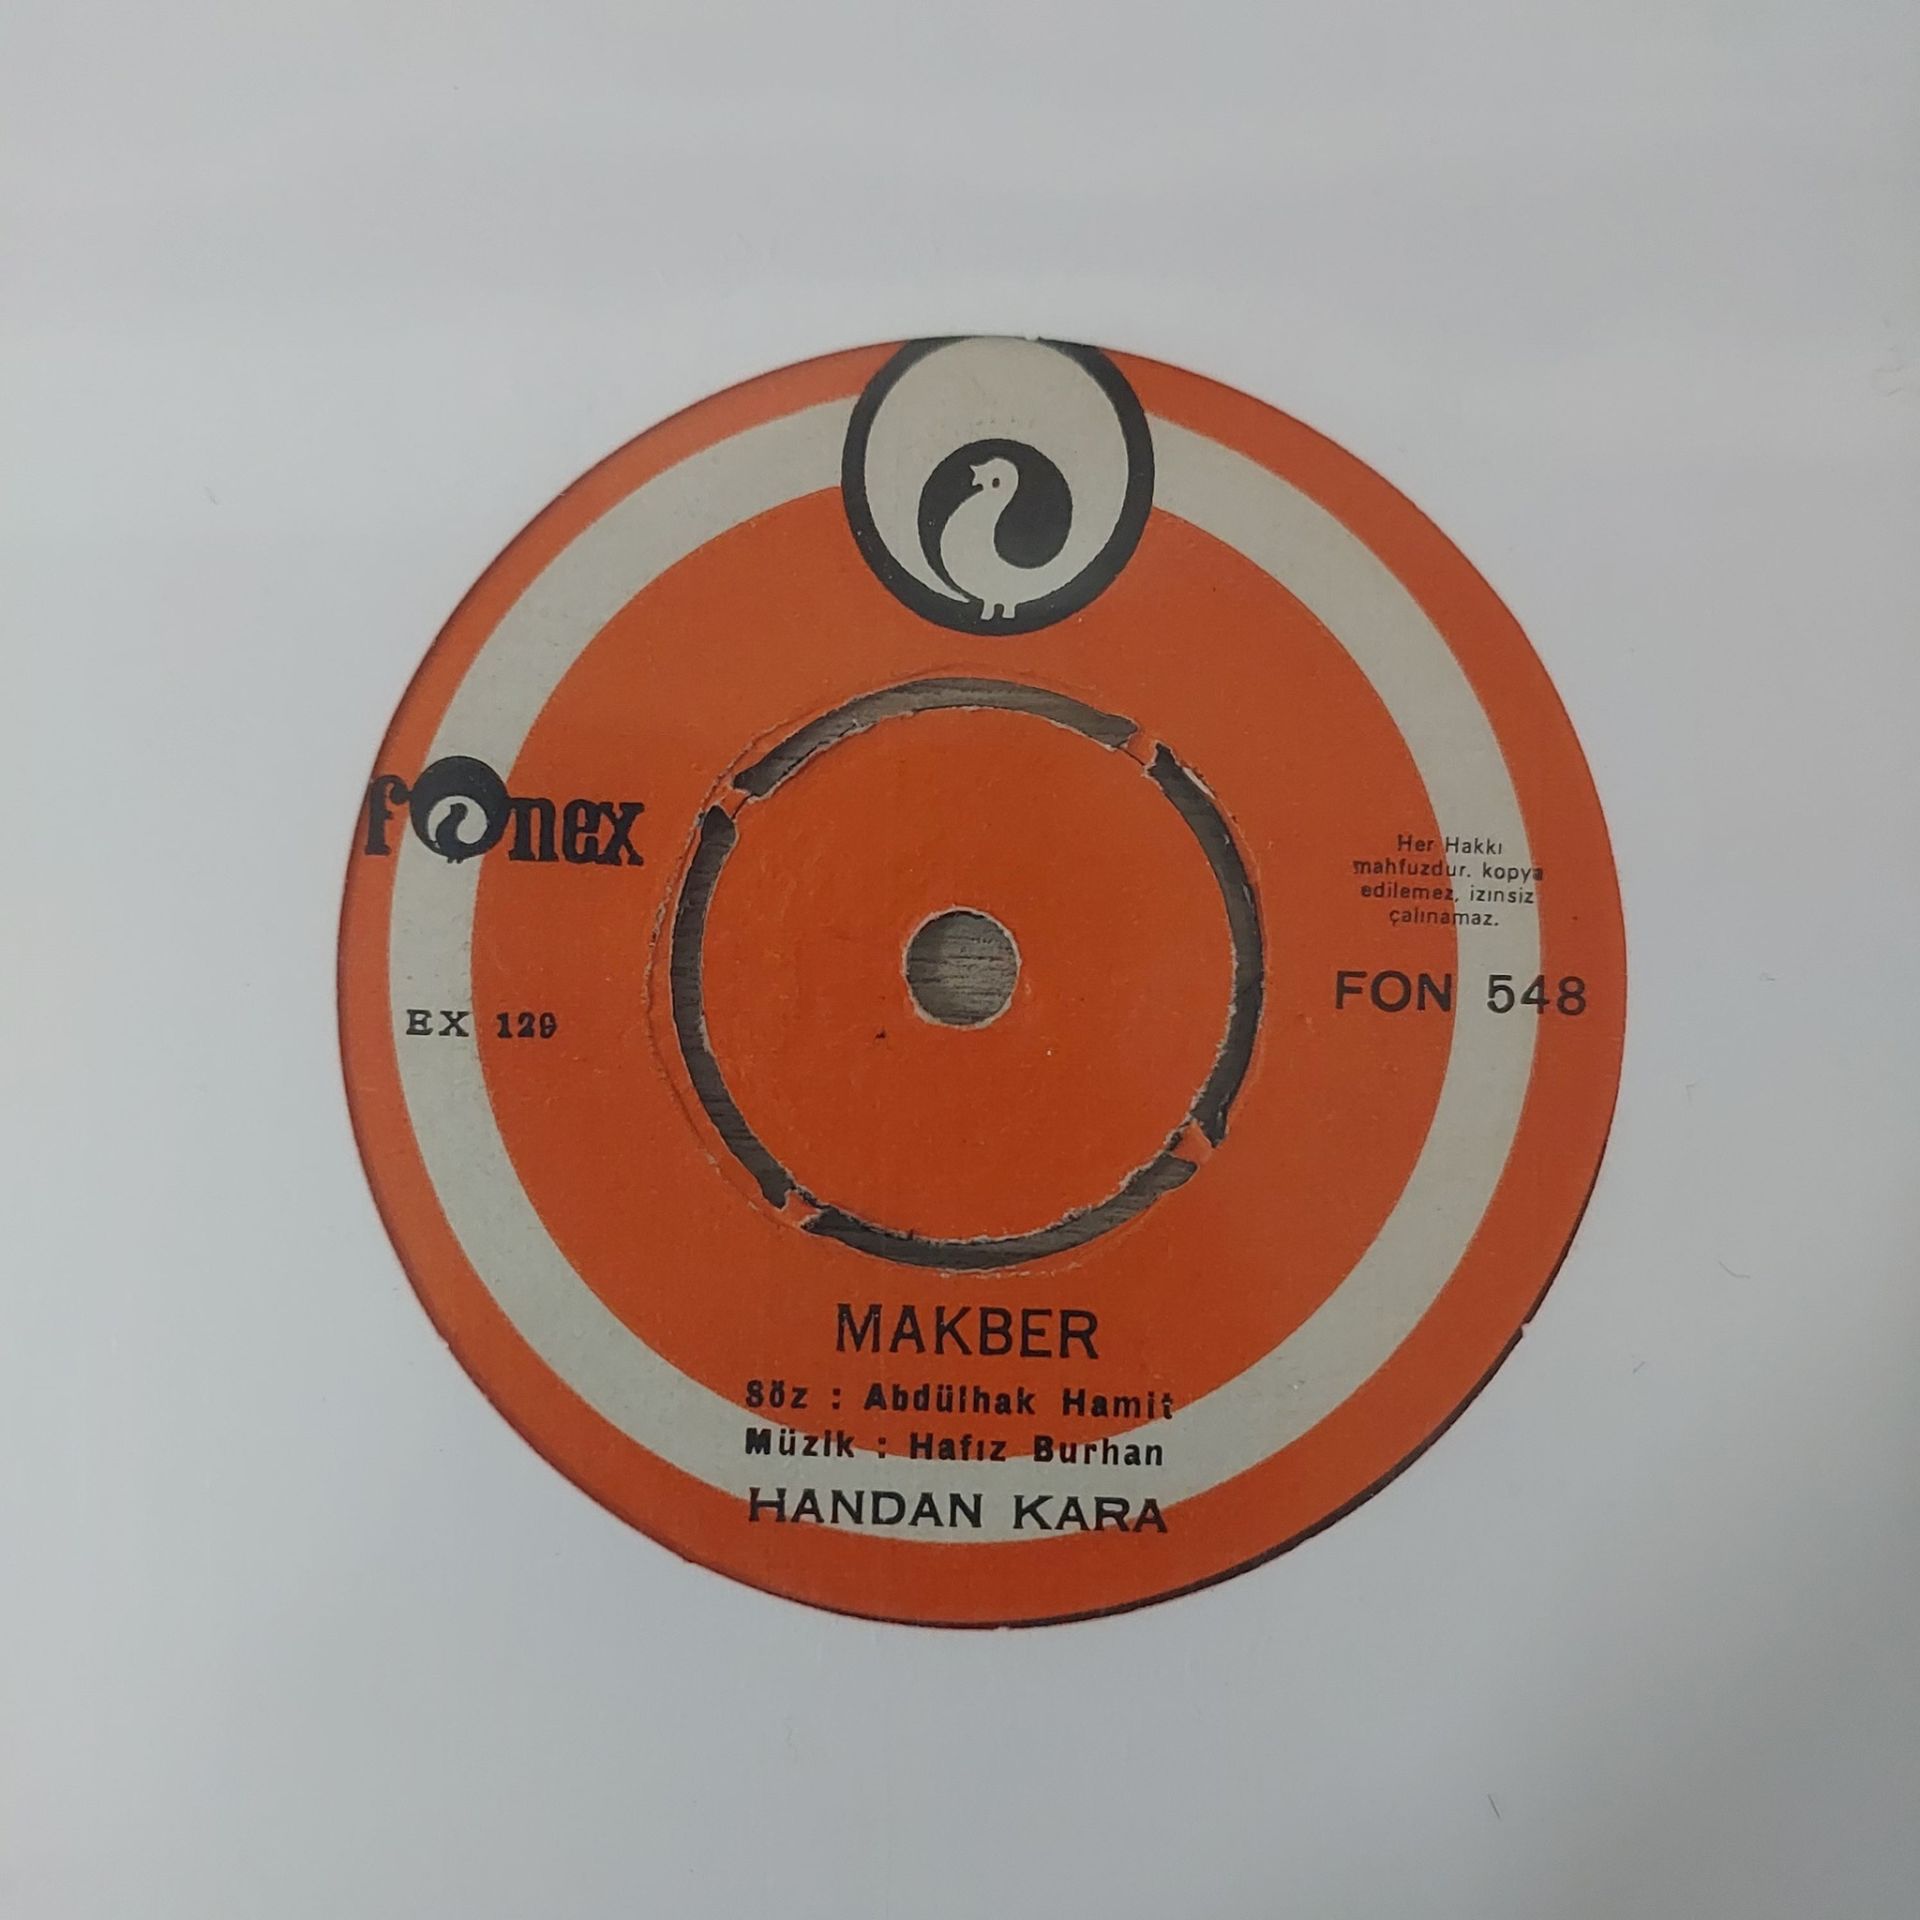 fonex
Her Hakkı
mahfuzdur. kopya
edilemez, izınsiz
çalınamaz.
FON 548
EX 129
MAKBER
Söz : Abdülhak Hamit
Müzik : Hafız Burhan
HANDAN KARA